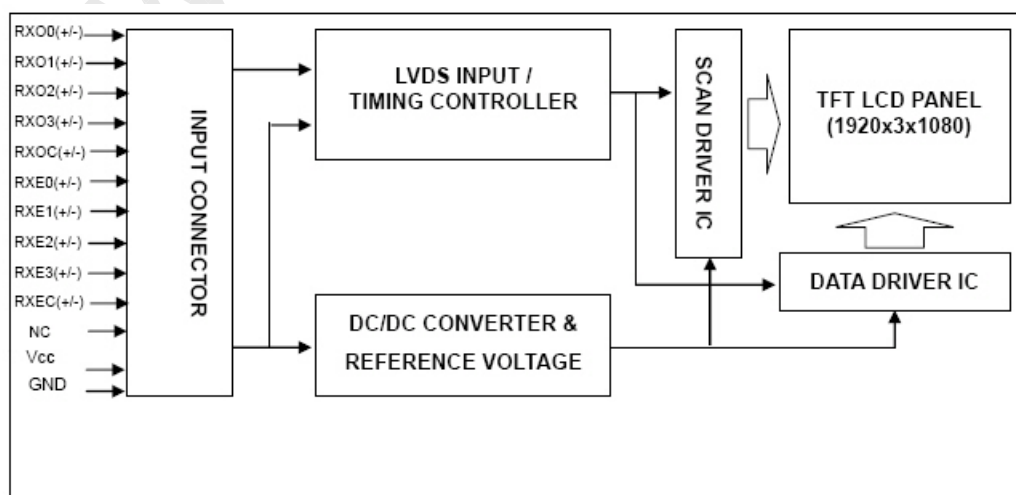 RXO0(+/-)
RXO1(+/-)
RXO2(+/-)
RXO3(+/-)
RXOC(+/-)
RXE0(+/-)
RXE1(+/-)
RXE2(+/-)
RXE3(+/-)
RXEC(+/-)
NC
Vcc
GND
INPUT CONNECTOR
LVDS INPUT /
TIMING CONTROLLER
DC/DC CONVERTER &
REFERENCE VOLTAGE
SCAN DRIVER IC
TFT LCD PANEL
(1920x3x1080)
DATA DRIVER IC